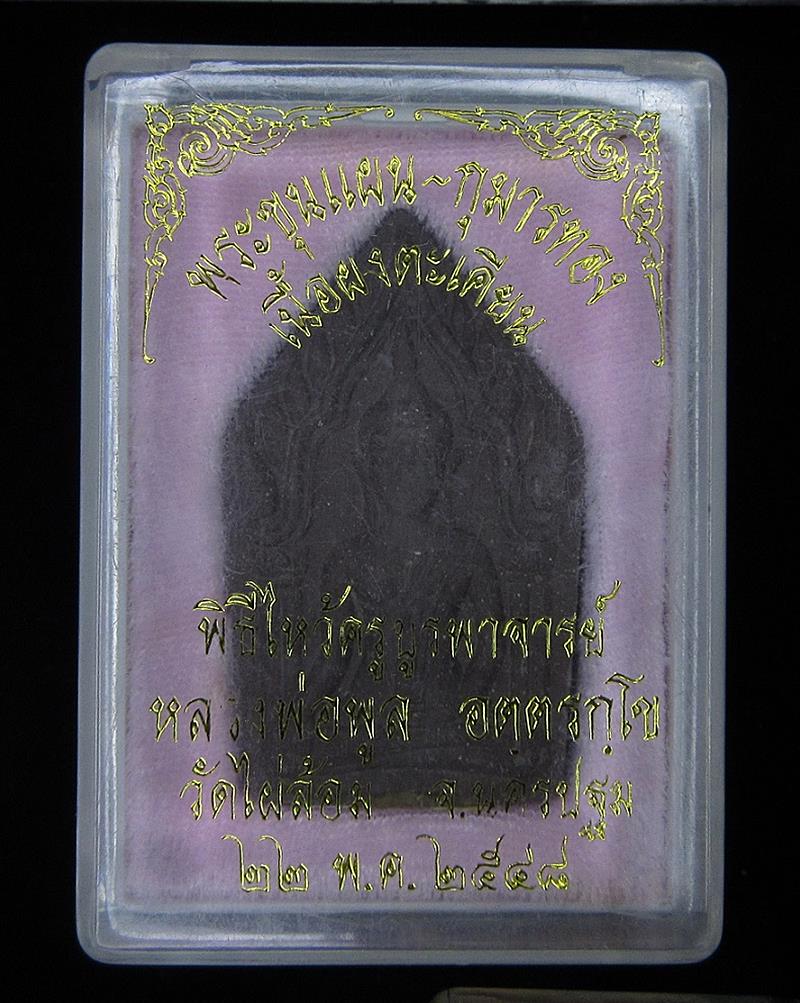 พระขุนแผน~กุมารทอง
เนื้อผงตะเคียน
พิธีไหว้ครูบูรพาจารย์
หลวงพ่อพูล อตฺตรกฺโข
วัดไผ่ล้อม จ.นครปฐม
๒๒ พ.ค. ๒๕๔๘